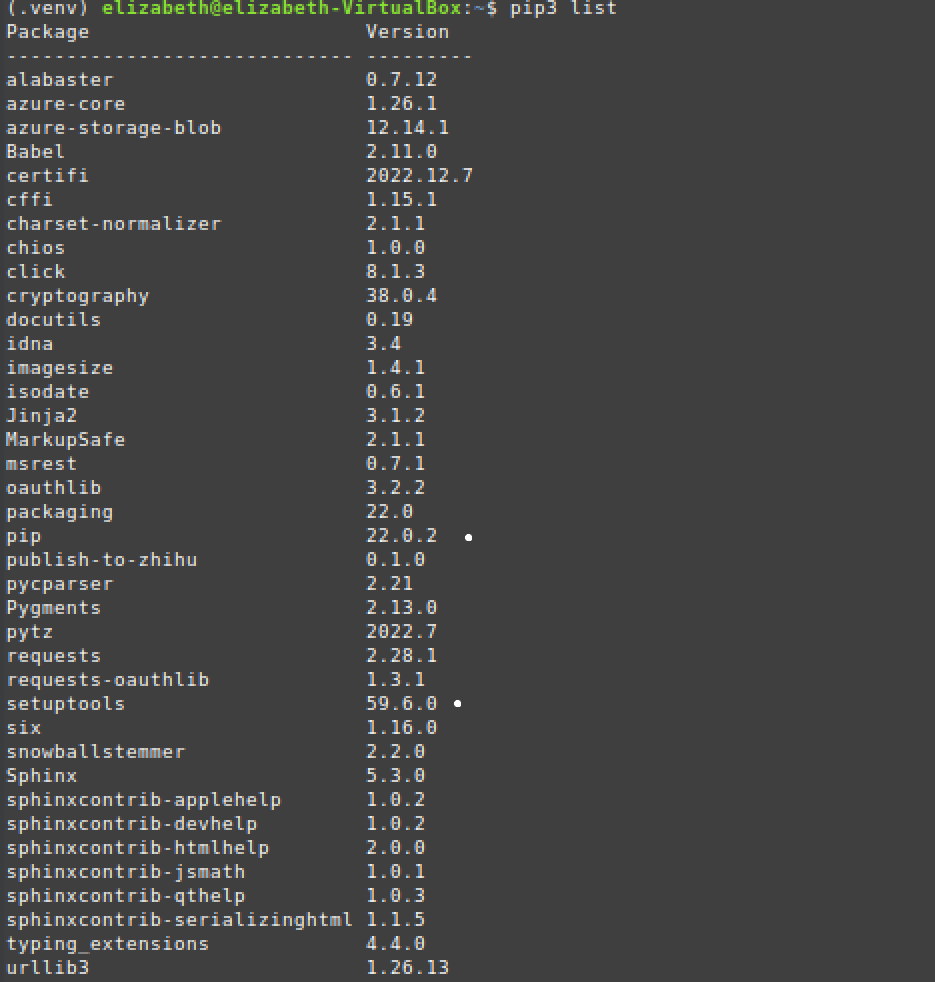 (.venv) elizabeth@elizabeth-VirtualBox:~$ pip3 list
Package                       Version
----------------------------- ---------
alabaster                     0.7.12
azure-core                    1.26.1
azure-storage-blob            12.14.1
Babel                         2.11.0
certifi                       2022.12.7
cffi                          1.15.1
charset-normalizer            2.1.1
chios                         1.0.0
click                         8.1.3
cryptography                  38.0.4
docutils                      0.19
idna                          3.4
imagesize                     1.4.1
isodate                       0.6.1
Jinja2                        3.1.2
MarkupSafe                    2.1.1
msrest                        0.7.1
oauthlib                      3.2.2
packaging                     22.0
pip                           22.0.2
publish-to-zhihu              0.1.0
pycparser                     2.21
Pygments                      2.13.0
pytz                          2022.7
requests                      2.28.1
requests-oauthlib             1.3.1
setuptools                    59.6.0
six                           1.16.0
snowballstemmer               2.2.0
Sphinx                        5.3.0
sphinxcontrib-applehelp       1.0.2
sphinxcontrib-devhelp         1.0.2
sphinxcontrib-htmlhelp        2.0.0
sphinxcontrib-jsmath          1.0.1
sphinxcontrib-qthelp          1.0.3
sphinxcontrib-serializinghtml 1.1.5
typing_extensions             4.4.0
urllib3                       1.26.13